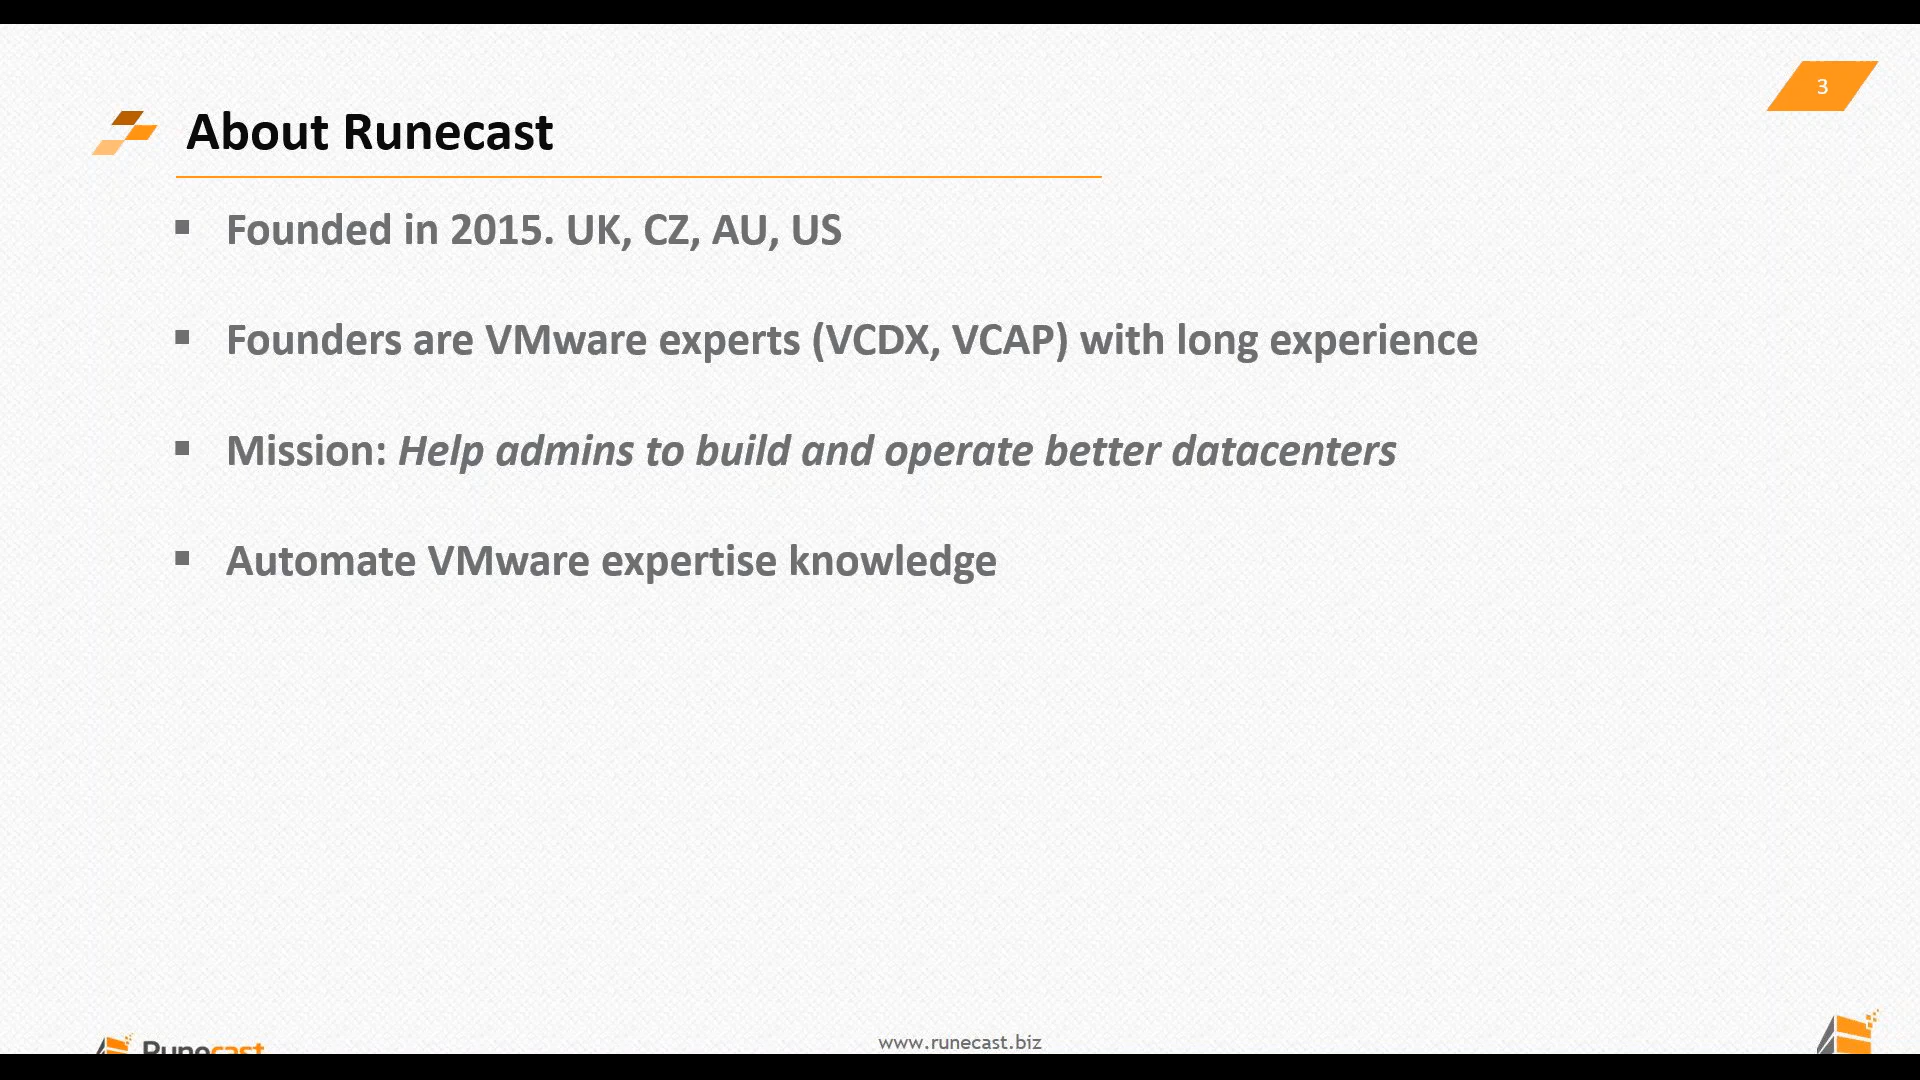 3
About Runecast
▪ Founded in 2015. UK, CZ, AU, US
▪ Founders are VMware experts (VCDX, VCAP) with long experience
▪ Mission: Help admins to build and operate better datacenters
▪ Automate VMware expertise knowledge
Runecast
www.runecast.biz